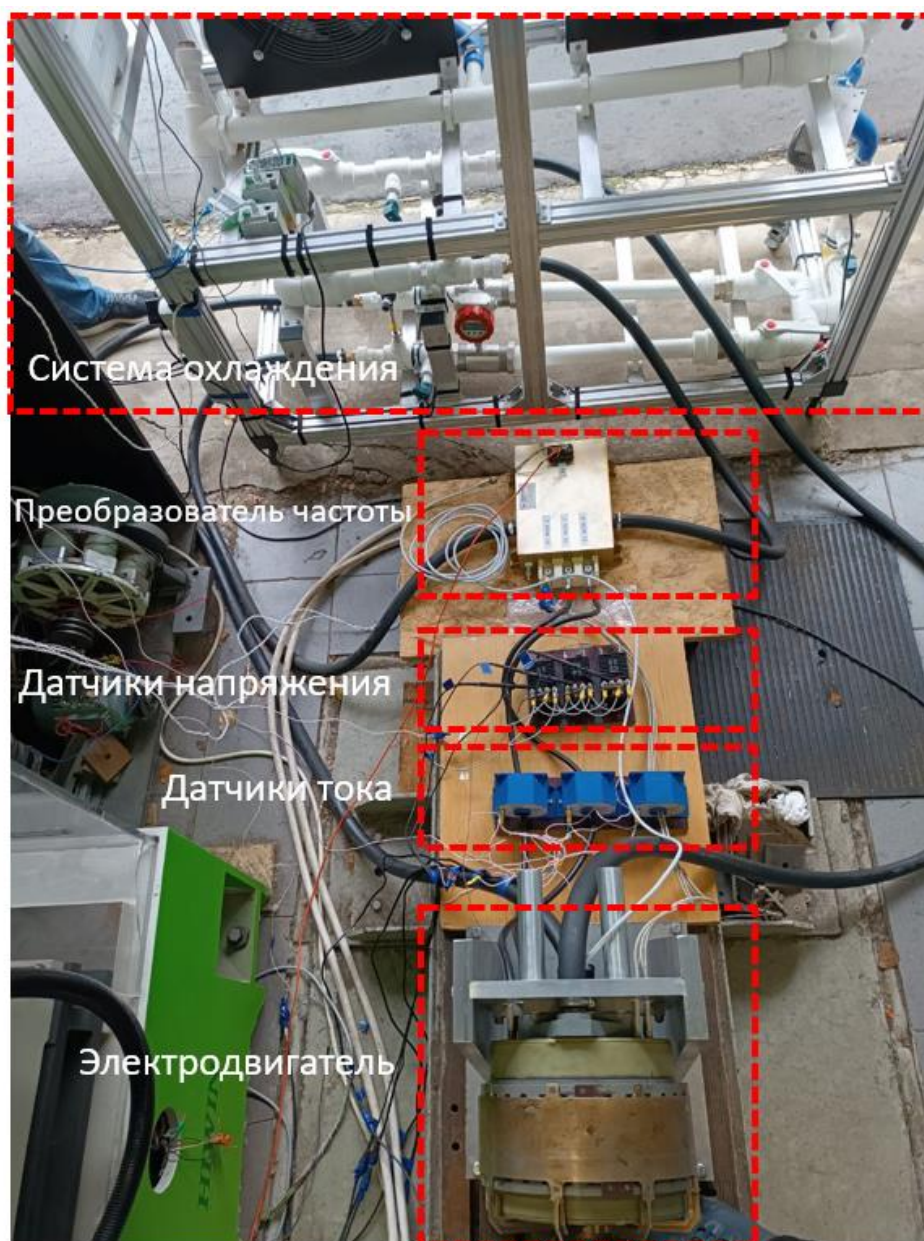 Система охлаждения
Преобразователь частоты
Датчики напряжения
Датчики тока
Электродвигатель